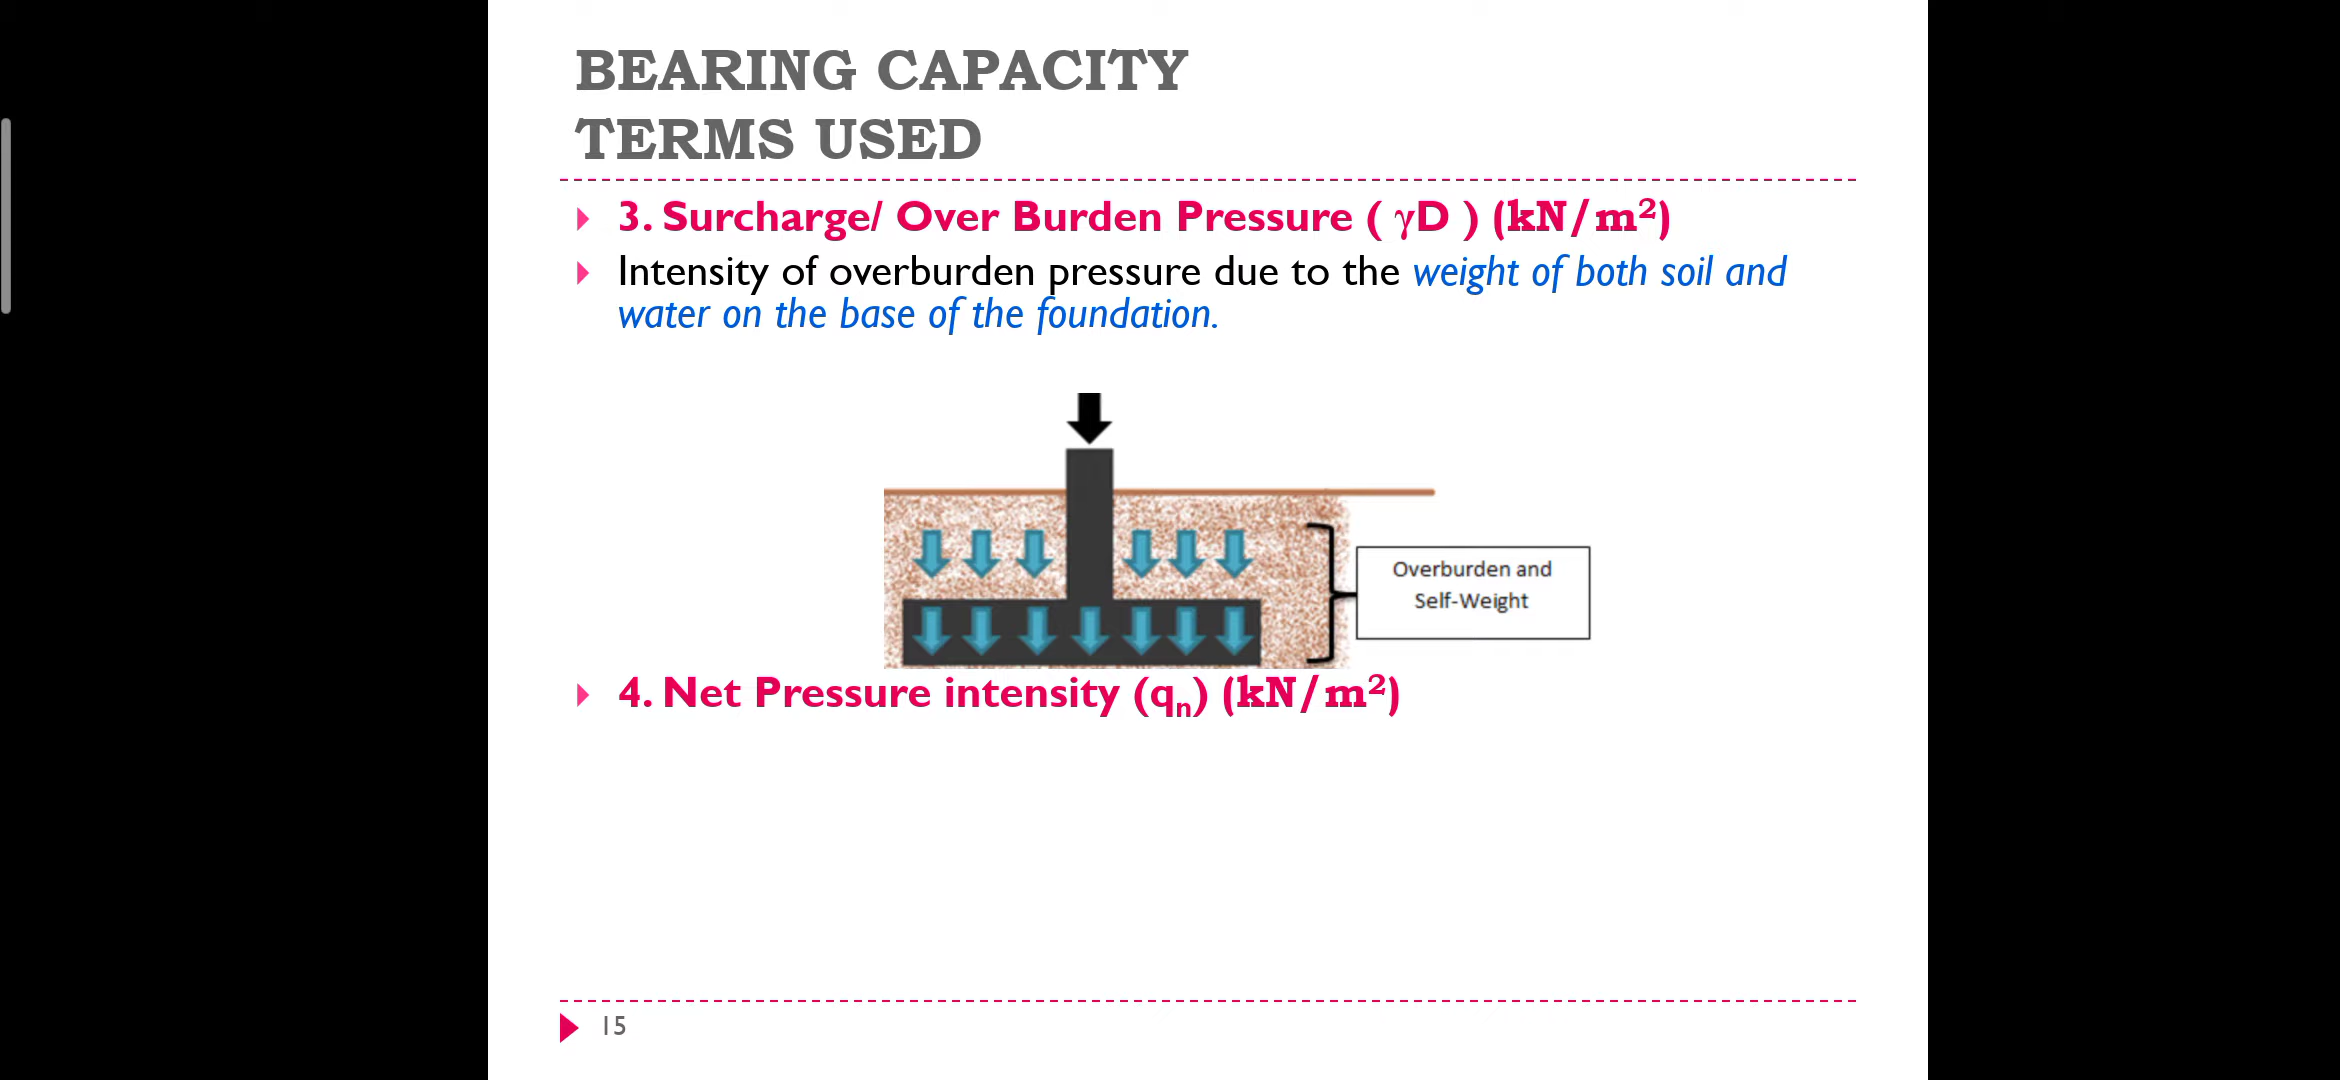 BEARING CAPACITY
TERMS USED
3. Surcharge/ Over Burden Pressure ( γD ) (kN/m²)
Intensity of overburden pressure due to the weight of both soil and
water on the base of the foundation.
Overburden and
Self-Weight
4. Net Pressure intensity (qₙ) (kN/m²)
15